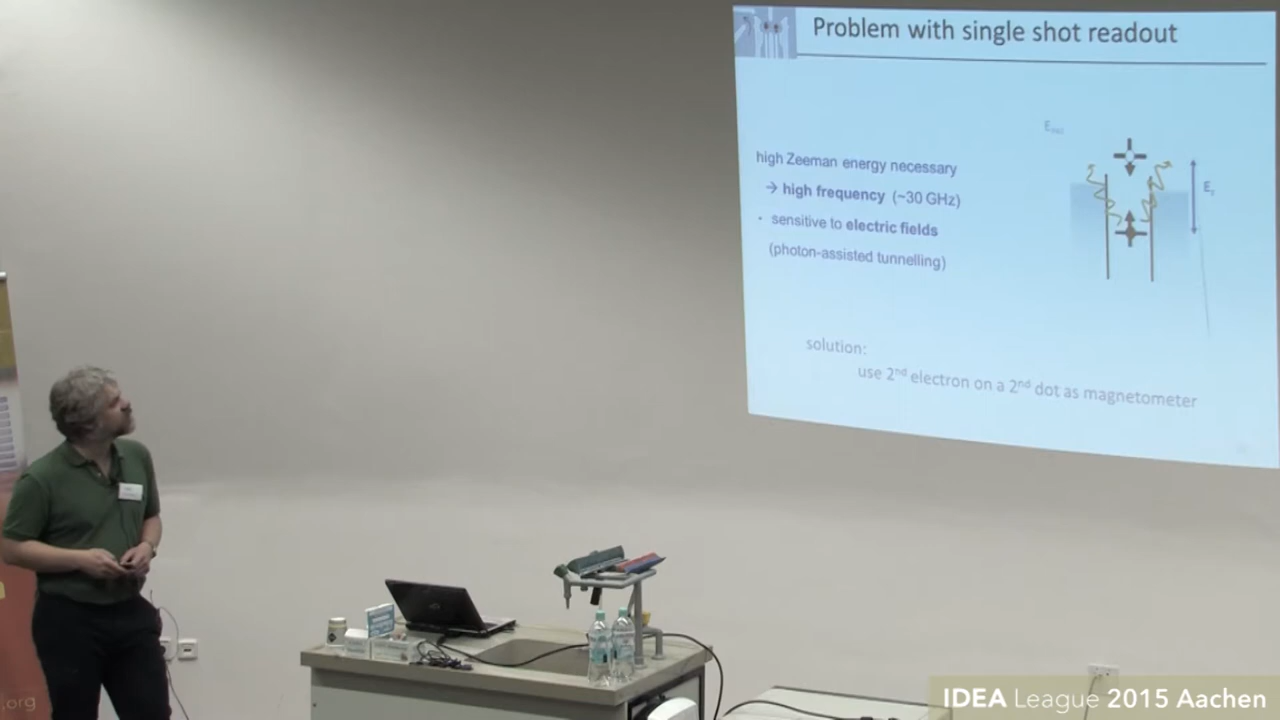 Problem with single shot readout
high Zeeman energy necessary
→ high frequency (~30 GHz)
• sensitive to electric fields
(photon-assisted tunnelling)
E
solution:
use 2nd electron on a 2nd dot as magnetometer
.org
IDEA League 2015 Aachen